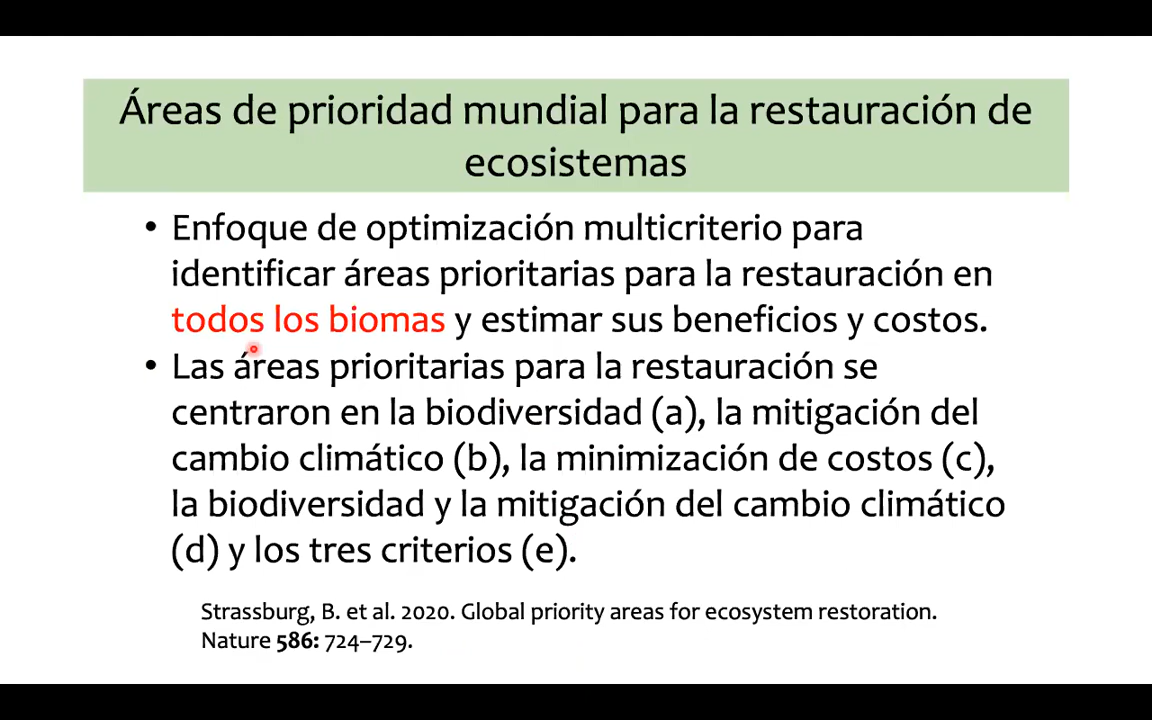 Áreas de prioridad mundial para la restauración de
ecosistemas
• Enfoque de optimización multicriterio para
identificar áreas prioritarias para la restauración en
todos los biomas y estimar sus beneficios y costos.
• Las áreas prioritarias para la restauración se
centraron en la biodiversidad (a), la mitigación del
cambio climático (b), la minimización de costos (c),
la biodiversidad y la mitigación del cambio climático
(d) y los tres criterios (e).
Strassburg, B. et al. 2020. Global priority areas for ecosystem restoration.
Nature 586: 724–729.